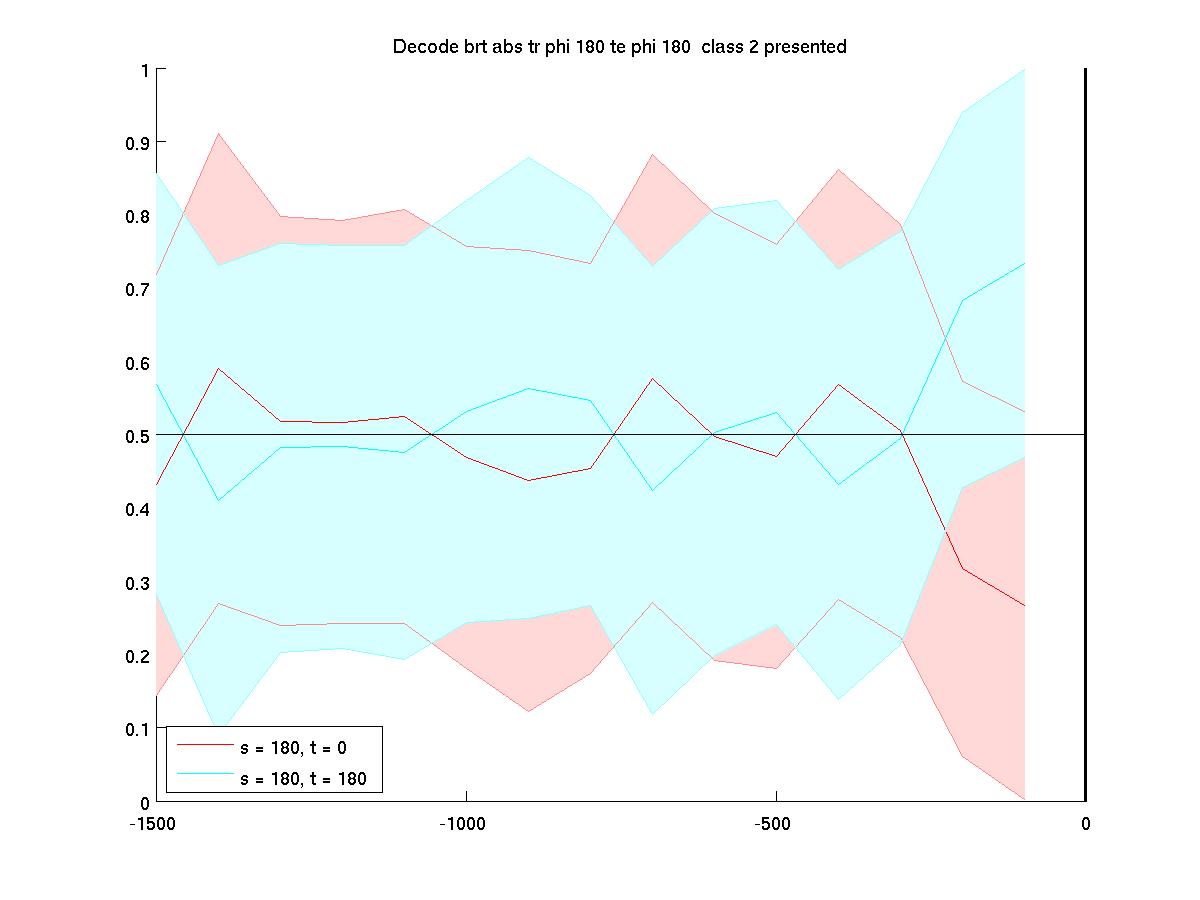 Decode brt abs tr phi 180 te phi 180  class 2 presented
1
0.9
0.8
0.7
0.6
0.5
0.4
0.3
0.2
0.1
0
s = 180, t = 0
s = 180, t = 180
-1500 -1000 -500 0